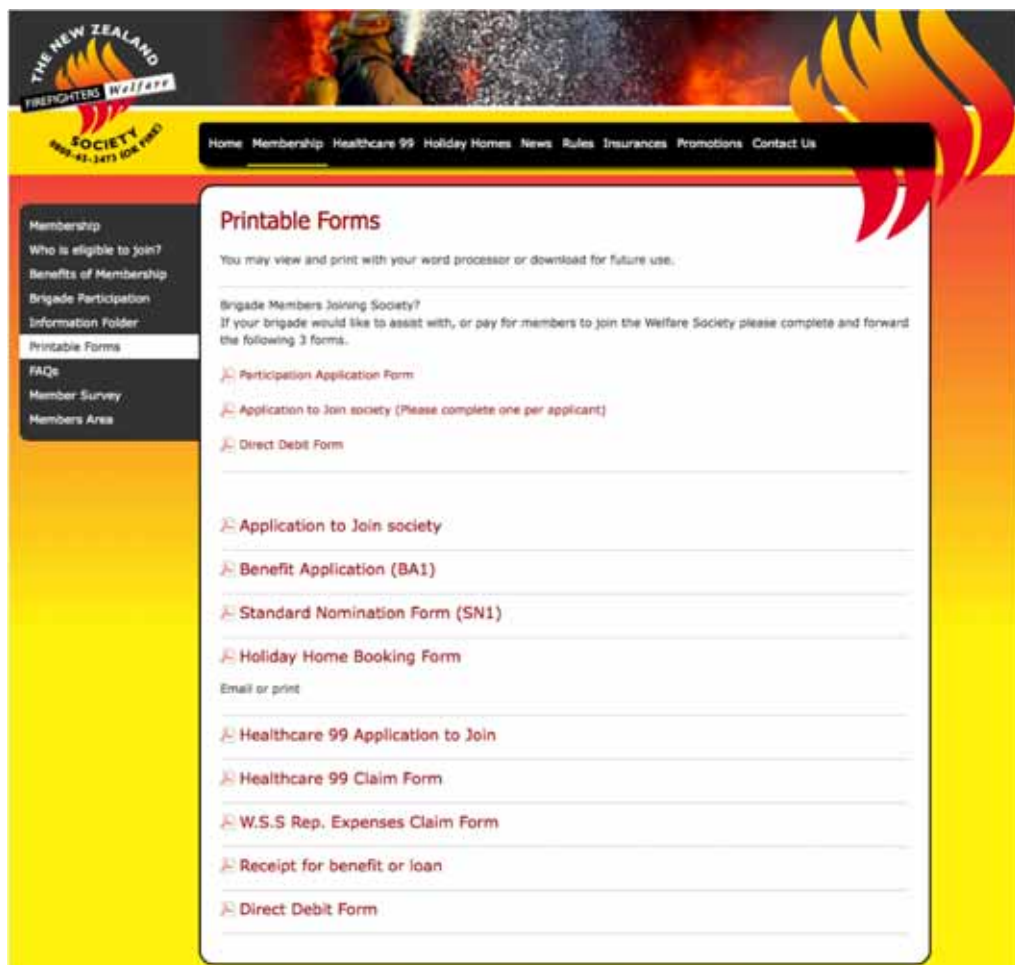 THE NEW ZEALAND
FIREFIGHTERS Welfare
SOCIETY
Home Membership Healthcare 99 Holiday Homes News Rules Insurances Promotions Contact Us
Membership
Who is eligible to join?
Benefits of Membership
Brigade Participation
Information Folder
Printable Forms
FAQs
Member Survey
Members Area
Printable Forms
You may view and print with your word processor or download for future use.
Brigade Members Joining Society?
If your brigade would like to assist with, or pay for members to join the Welfare Society please complete and forward
the following 3 forms.
Participation Application Form
Application to Join society (Please complete one per applicant)
Direct Debit Form
Application to Join society
Benefit Application (BA1)
Standard Nomination Form (SN1)
Holiday Home Booking Form
Email or print
Healthcare 99 Application to Join
Healthcare 99 Claim Form
W.S.S Rep. Expenses Claim Form
Receipt for benefit or loan
Direct Debit Form